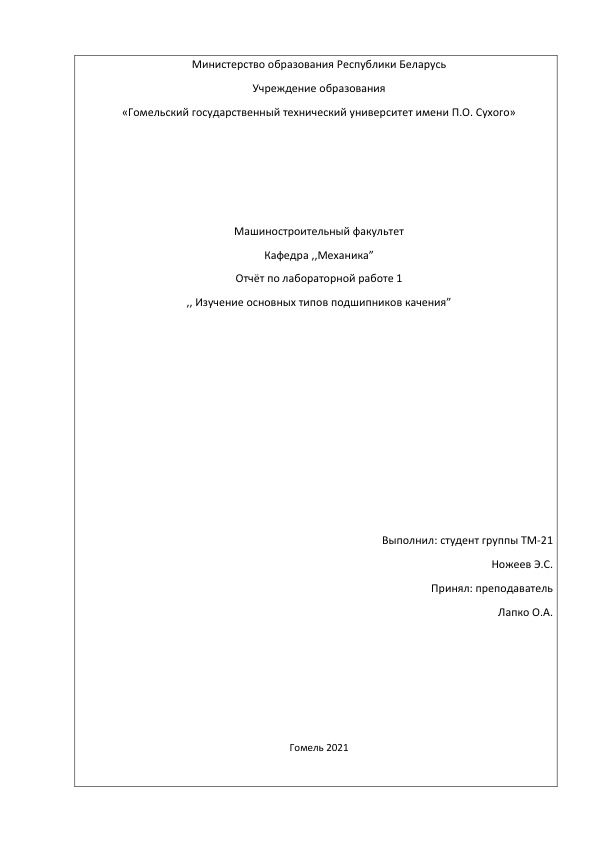 Министерство образования Республики Беларусь
Учреждение образования
«Гомельский государственный технический университет имени П.О. Сухого»
Машиностроительный факультет
Кафедра ,,Механика”
Отчёт по лабораторной работе 1
,, Изучение основных типов подшипников качения”
Выполнил: студент группы ТМ-21
Ножеев Э.С.
Принял: преподаватель
Лапко О.А.
Гомель 2021